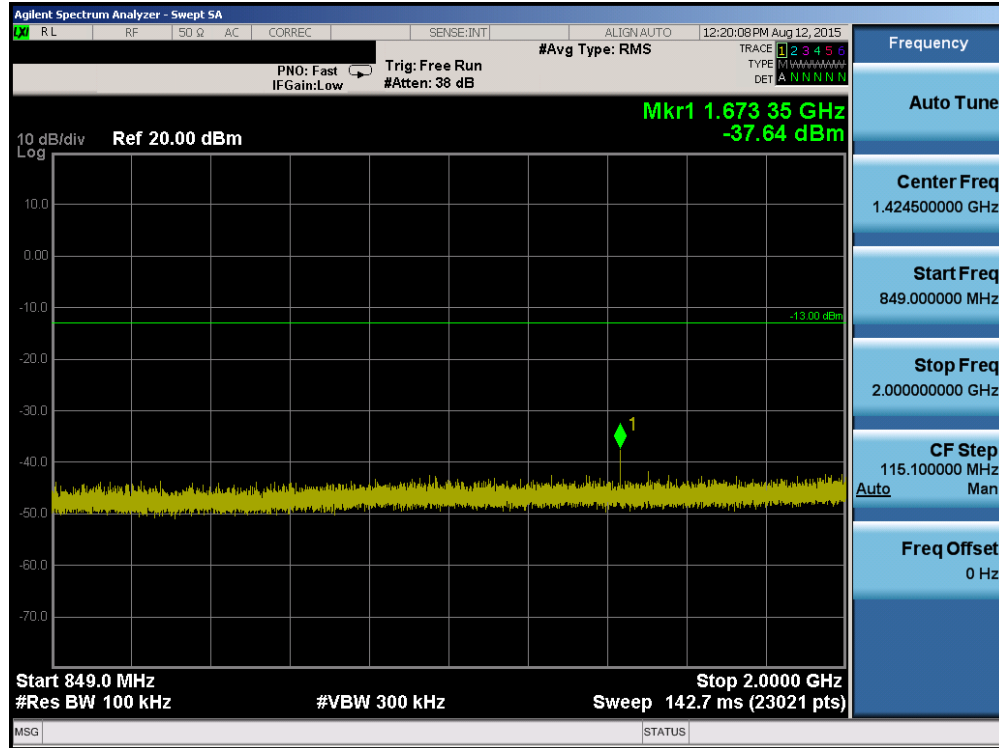 Agilent Spectrum Analyzer - Swept SA
LXI RL RF 50 Ω AC CORREC SENSE:INT ALIGN AUTO 12:20:08 PM Aug 12, 2015
#Avg Type: RMS TRACE 1 2 3 4 5 6
PNO: Fast Trig: Free Run TYPE M WWWWW
IFGain:Low #Atten: 38 dB DET A N N N N N
Mkr1 1.673 35 GHz
-37.64 dBm
10 dB/div Ref 20.00 dBm
Log
10.0
0.00
-10.0
-13.00 dBm
-20.0
-30.0
1
-40.0
-50.0
-60.0
-70.0
Start 849.0 MHz Stop 2.0000 GHz
#Res BW 100 kHz #VBW 300 kHz Sweep 142.7 ms (23021 pts)
MSG STATUS
Frequency
Auto Tune
Center Freq
1.424500000 GHz
Start Freq
849.000000 MHz
Stop Freq
2.000000000 GHz
CF Step
115.100000 MHz
Auto Man
Freq Offset
0 Hz